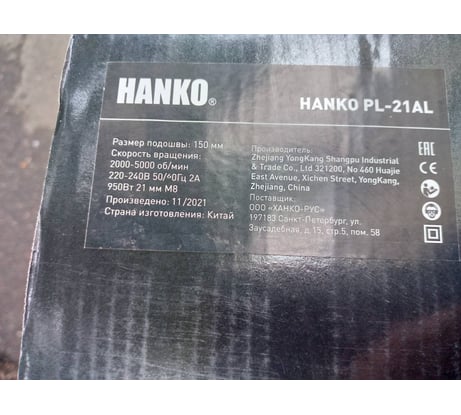 HANKO®
HANKO PL-21AL
Размер подошвы: 150 мм
Скорость вращения:
2000-5000 об/мин
220-240В 50/60Гц 2А
950Вт 21 мм М8
Произведено: 11/2021
Страна изготовления: Китай
Производитель:
Zhejiang YongKang Shangpu Industrial
& Trade Co., Ltd 321200, No 460 Huajie
East Avenue, Xichen Street, YongKang,
Zhejiang, China
Поставщик:
ООО «ХАНКО-РУС»
197183 Санкт-Петербург, ул.
Заусадебная, д. 15, стр.5, пом. 58
EAC
CE